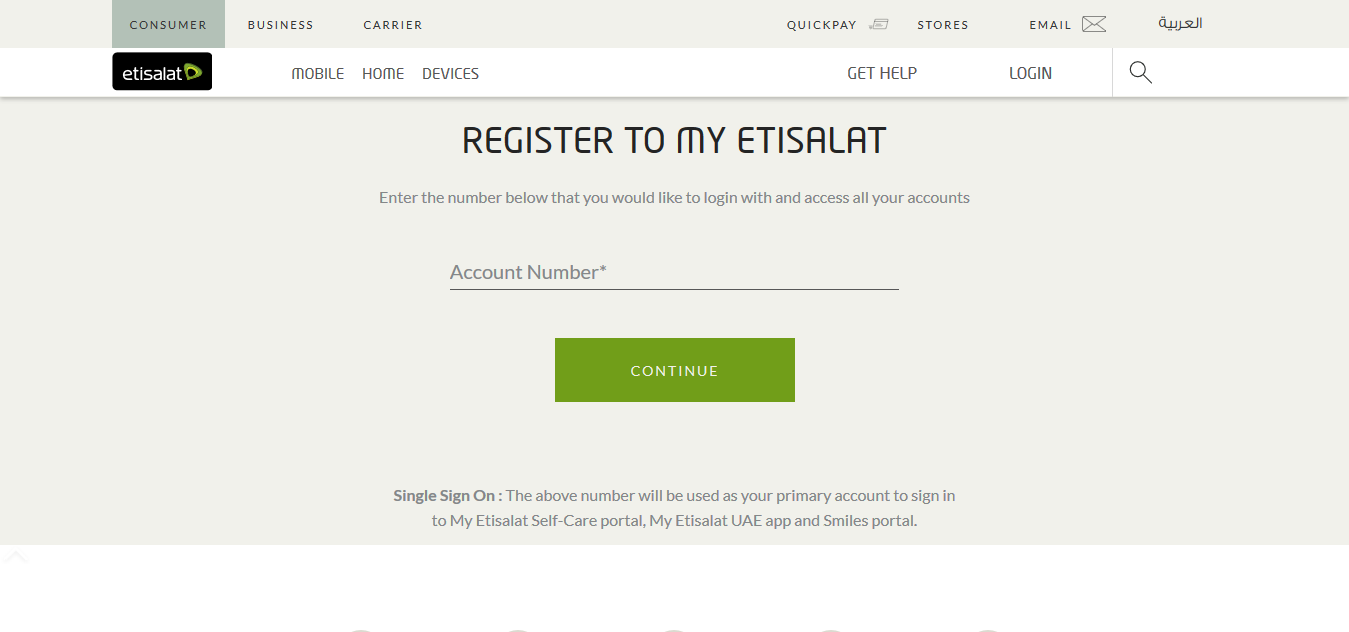 CONSUMER BUSINESS CARRIER QUICKPAY STORES EMAIL العربية
etisalat MOBILE HOME DEVICES GET HELP LOGIN
REGISTER TO MY ETISALAT
Enter the number below that you would like to login with and access all your accounts
Account Number*
CONTINUE
Single Sign On : The above number will be used as your primary account to sign in
to My Etisalat Self-Care portal, My Etisalat UAE app and Smiles portal.